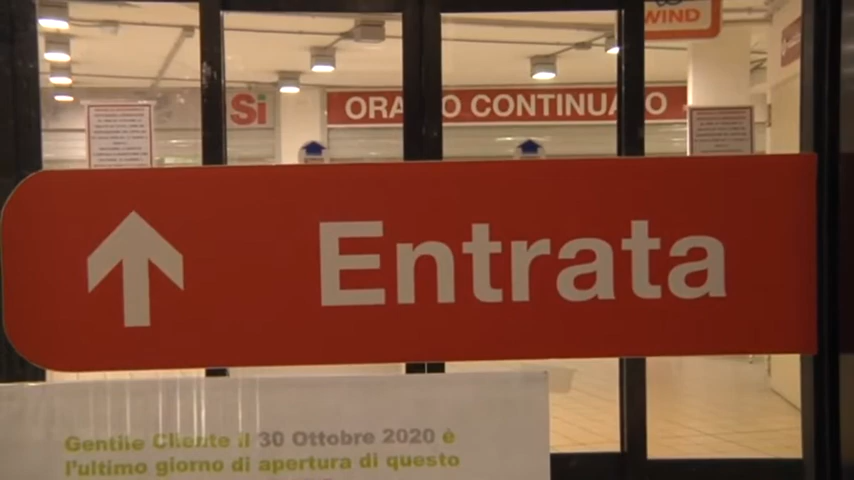 WIND
Sì
ORARIO CONTINUATO
Entrata
Gentile Cliente il 30 Ottobre 2020 è
l'ultimo giorno di apertura di questo